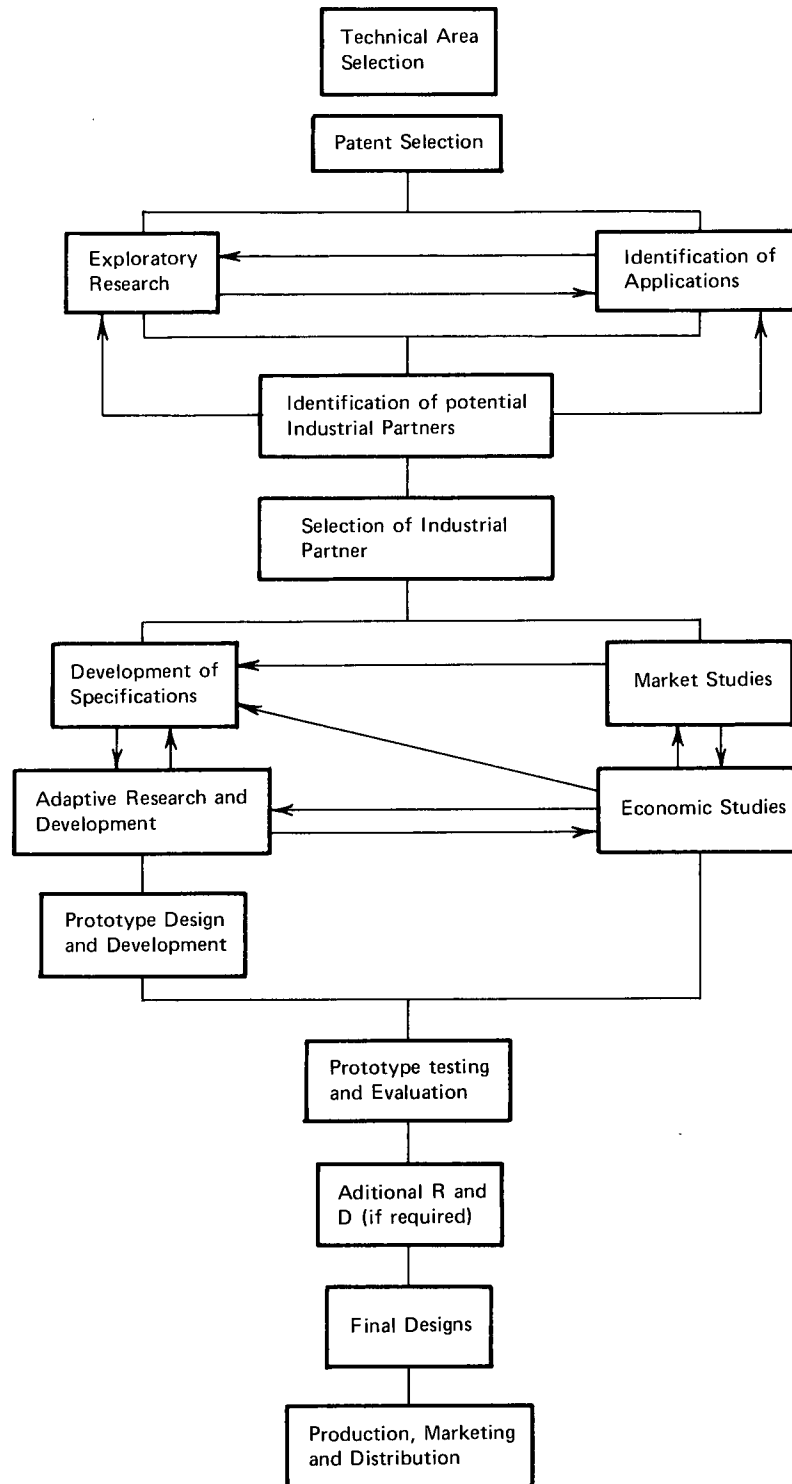 Technical Area
Selection
Patent Selection
Exploratory
Research
Identification of
Applications
Identification of potential
Industrial Partners
Selection of Industrial
Partner
Development of
Specifications
Market Studies
Adaptive Research and
Development
Economic Studies
Prototype Design
and Development
Prototype testing
and Evaluation
Aditional R and
D (if required)
Final Designs
Production, Marketing
and Distribution